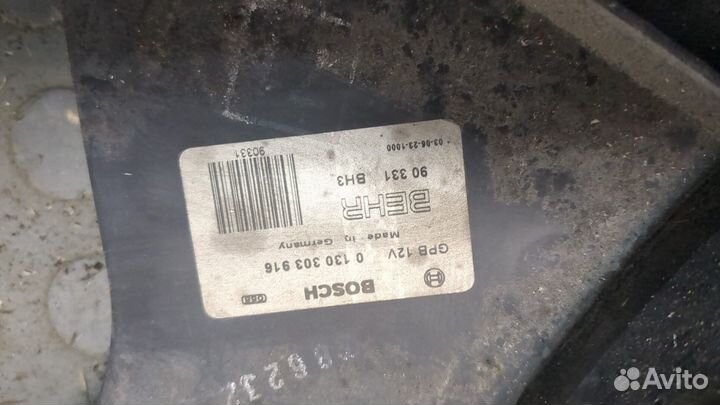 BOSCH
GPB 12V 0 130 303 916
Made in Germany
BEHR
90 331 BH3
03-06-23-1000
90331
6232
Avito